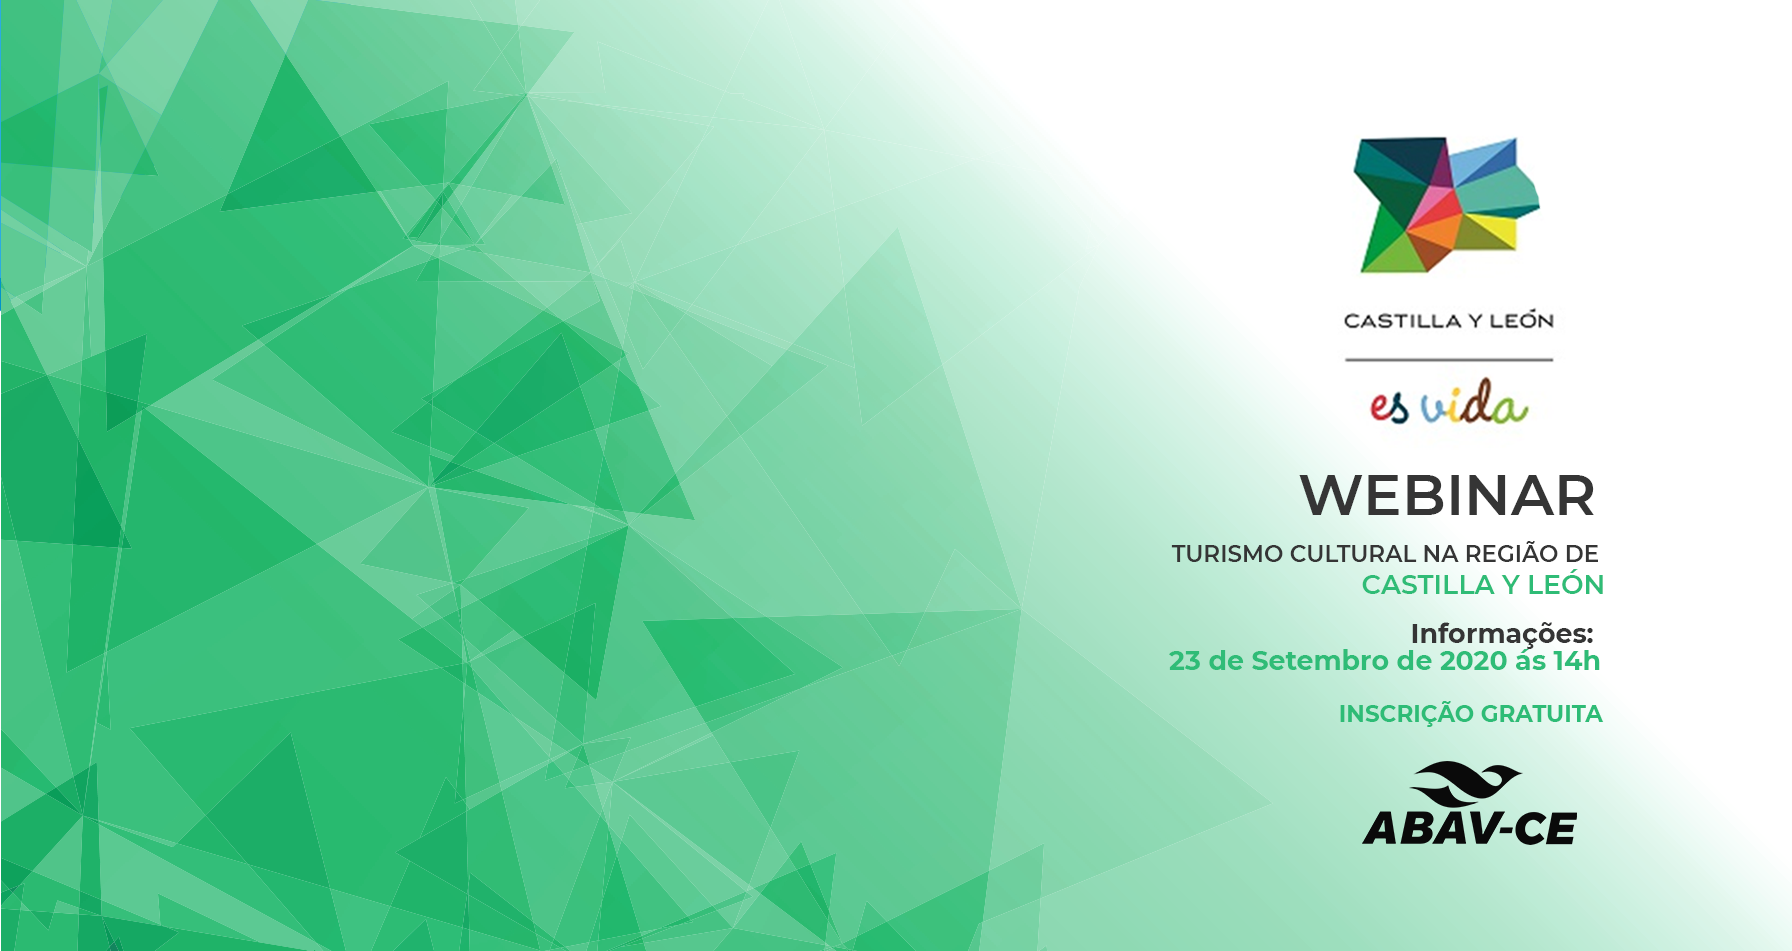 CASTILLA Y LEÓN
es vida
WEBINAR
TURISMO CULTURAL NA REGIÃO DE
CASTILLA Y LEÓN
Informações:
23 de Setembro de 2020 ás 14h
INSCRIÇÃO GRATUITA
ABAV-CE